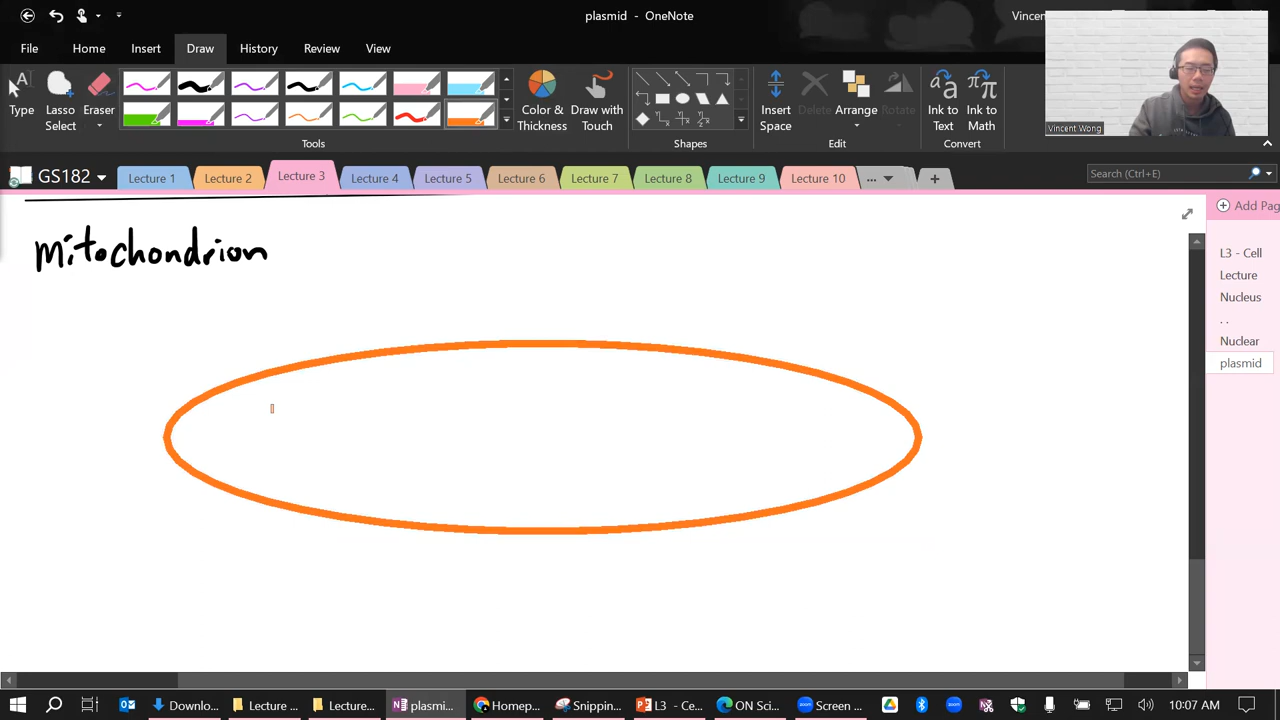 plasmid - OneNote
Vincen
File Home Insert Draw History Review View
Type
Lasso Select
Eraser
Color &
Draw with Touch
Insert Space
Delete
Arrange
Rotate
Ink to Text
Ink to Math
Tools
Shapes
Edit
Convert
Vincent Wong
GS182
Lecture 1 Lecture 2 Lecture 3 Lecture 4 Lecture 5 Lecture 6 Lecture 7 Lecture 8 Lecture 9 Lecture 10 ...
Search (Ctrl+E)
mitochondrion
Add Pag
L3 - Cell
Lecture
Nucleus
. .
Nuclear
plasmid
Downlo... Lecture ... Lecture... plasmi... Homep... Snippin... L3 - Ce... ON Sci... Screen ... 10:07 AM